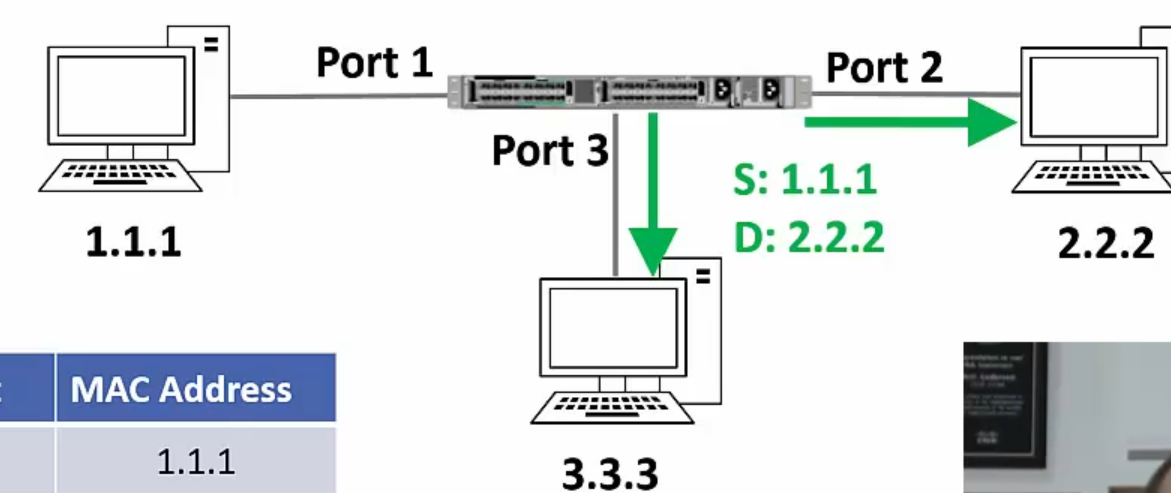 Port 1
Port 2
Port 3
S: 1.1.1
D: 2.2.2
1.1.1
2.2.2
MAC Address
1.1.1
3.3.3